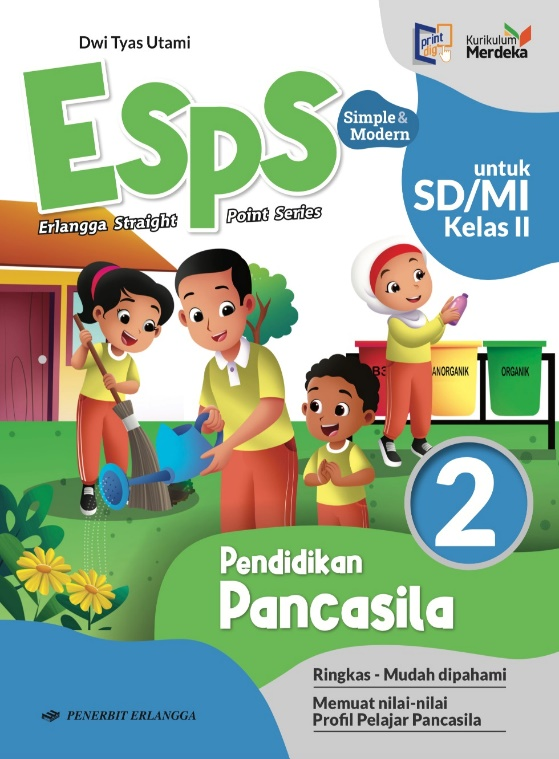 Dwi Tyas Utami
print
dig
Kurikulum
Merdeka
ESPS
Simple &
Modern
Erlangga Straight Point Series
untuk
SD/MI
Kelas II
B3
ANORGANIK
ORGANIK
2
Pendidikan
Pancasila
Ringkas - Mudah dipahami
Memuat nilai-nilai
Profil Pelajar Pancasila
PENERBIT ERLANGGA